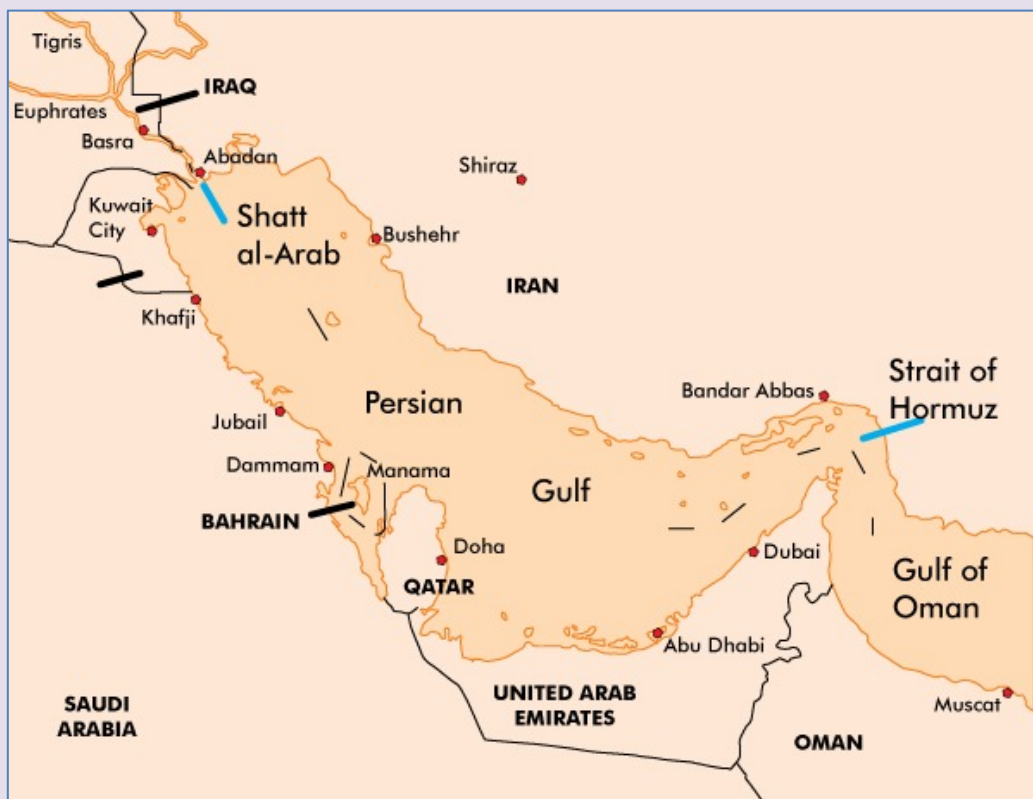 Tigris
IRAQ
Euphrates
Basra
Abadan
Shiraz
Kuwait
City
Shatt
al-Arab
Bushehr
IRAN
Khafji
Strait of
Hormuz
Bandar Abbas
Persian
Jubail
Dammam
Manama
Gulf
BAHRAIN
Doha
Dubai
QATAR
Gulf of
Oman
Abu Dhabi
SAUDI
ARABIA
UNITED ARAB
EMIRATES
Muscat
OMAN